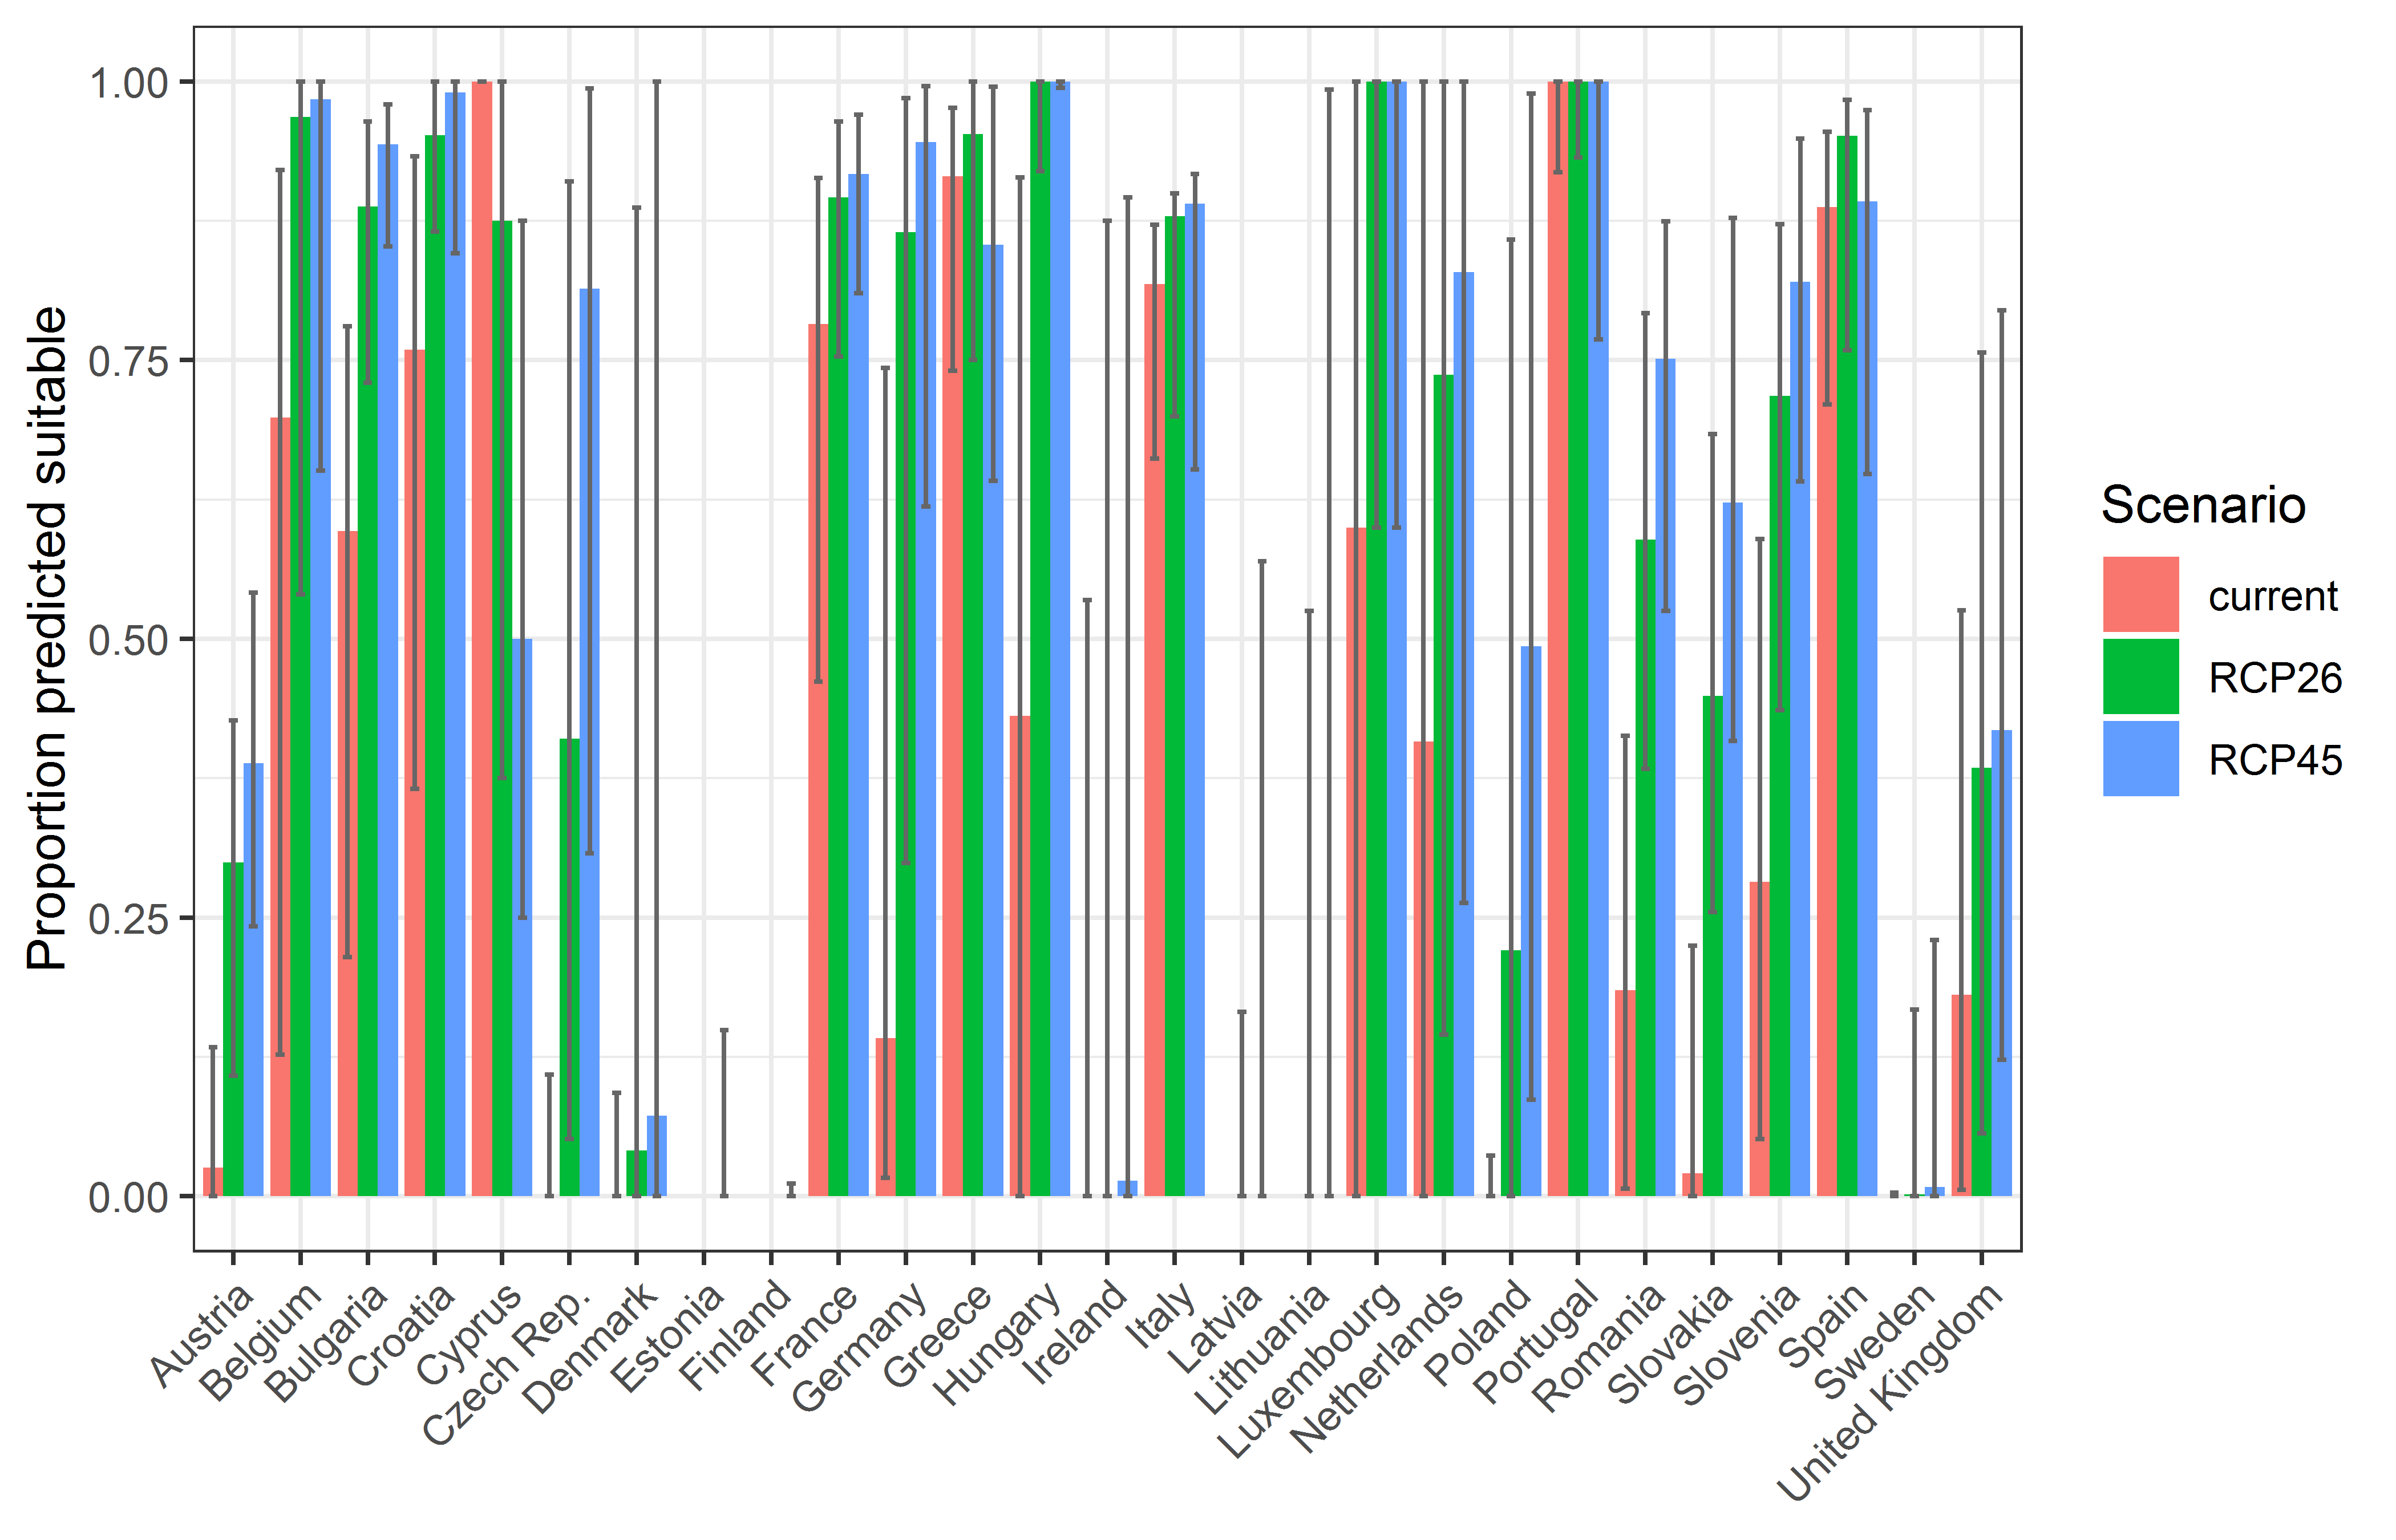 Proportion predicted suitable
1.00
0.75
0.50
0.25
0.00
Austria
Belgium
Bulgaria
Croatia
Cyprus
Czech Rep.
Denmark
Estonia
Finland
France
Germany
Greece
Hungary
Ireland
Italy
Latvia
Lithuania
Luxembourg
Netherlands
Poland
Portugal
Romania
Slovakia
Slovenia
Spain
Sweden
United Kingdom
Scenario
current
RCP26
RCP45